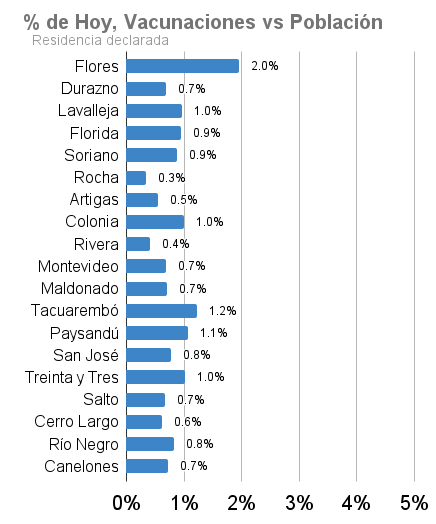 % de Hoy, Vacunaciones vs Población
Residencia declarada
Flores 2.0%
Durazno 0.7%
Lavalleja 1.0%
Florida 0.9%
Soriano 0.9%
Rocha 0.3%
Artigas 0.5%
Colonia 1.0%
Rivera 0.4%
Montevideo 0.7%
Maldonado 0.7%
Tacuarembó 1.2%
Paysandú 1.1%
San José 0.8%
Treinta y Tres 1.0%
Salto 0.7%
Cerro Largo 0.6%
Río Negro 0.8%
Canelones 0.7%
0% 1% 2% 3% 4% 5%